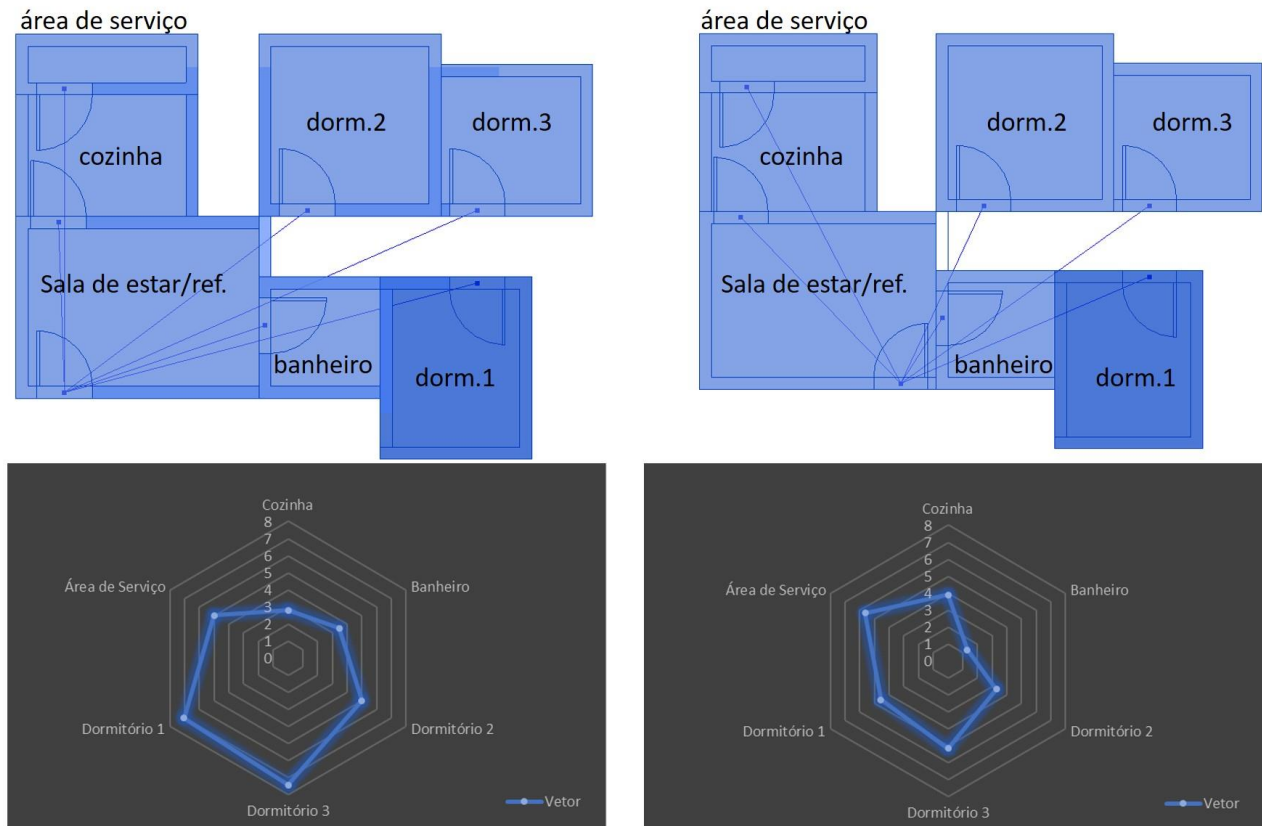 área de serviço
dorm.2
dorm.3
cozinha
Sala de estar/ref.
banheiro
dorm.1
área de serviço
dorm.2
dorm.3
cozinha
Sala de estar/ref.
banheiro
dorm.1
Cozinha
8
7
6
5
4
3
2
1
0
Área de Serviço
Banheiro
Dormitório 1
Dormitório 2
Dormitório 3
Vetor
Cozinha
8
7
6
5
4
3
2
1
0
Área de Serviço
Banheiro
Dormitório 1
Dormitório 2
Dormitório 3
Vetor